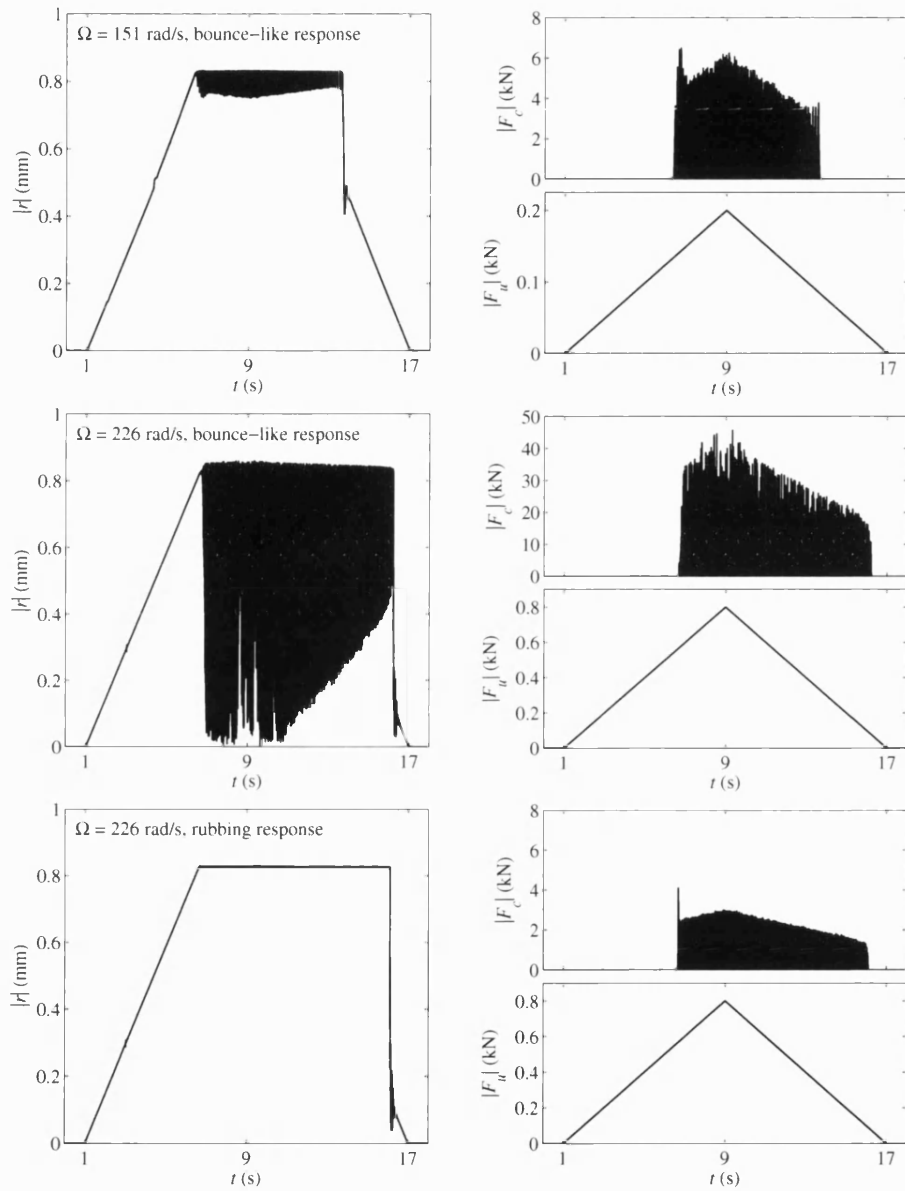 Ω = 151 rad/s, bounce-like response
1
0.8
0.6
0.4
0.2
0
|r| (mm)
1 9 17
t (s)
8
6
4
2
0
|F_c| (kN)
0.2
0.1
0
|F_u| (kN)
1 9 17
t (s)
Ω = 226 rad/s, bounce-like response
1
0.8
0.6
0.4
0.2
0
|r| (mm)
1 9 17
t (s)
50
40
30
20
10
0
|F_c| (kN)
0.8
0.6
0.4
0.2
0
|F_u| (kN)
1 9 17
t (s)
Ω = 226 rad/s, rubbing response
1
0.8
0.6
0.4
0.2
0
|r| (mm)
1 9 17
t (s)
8
6
4
2
0
|F_c| (kN)
0.8
0.6
0.4
0.2
0
|F_u| (kN)
1 9 17
t (s)